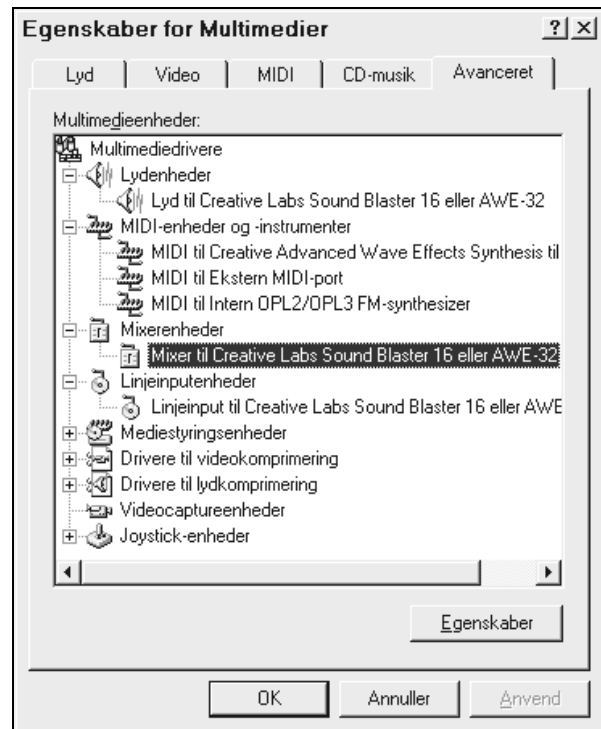 Egenskaber for Multimedier
Lyd Video MIDI CD-musik Avanceret
Multimedieenheder:
Multimediedrivere
Lydenheder
Lyd til Creative Labs Sound Blaster 16 eller AWE-32
MIDI-enheder og -instrumenter
MIDI til Creative Advanced Wave Effects Synthesis til
MIDI til Ekstern MIDI-port
MIDI til Intern OPL2/OPL3 FM-synthesizer
Mixerenheder
Mixer til Creative Labs Sound Blaster 16 eller AWE-32
Linjeinputenheder
Linjeinput til Creative Labs Sound Blaster 16 eller AWE
Mediestyringsenheder
Drivere til videokomprimering
Drivere til lydkomprimering
Videocaptureenheder
Joystick-enheder
Egenskaber
OK Annuller Anvend